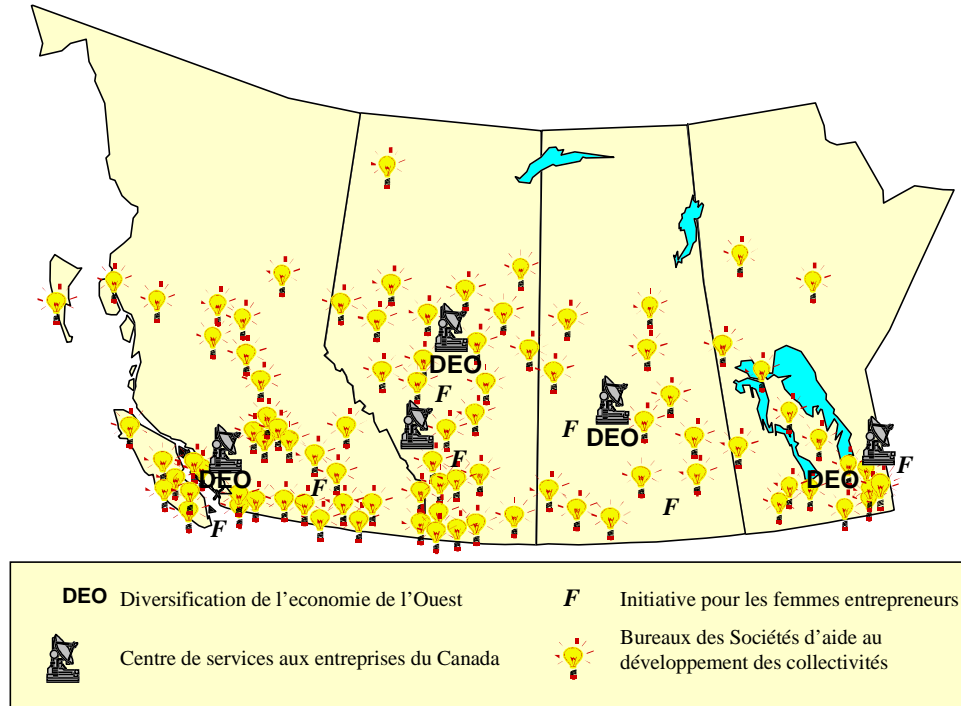 DEO
F
F
DEO
F
DEO
F
DEO
F
DEO
F
F
DEO Diversification de l'economie de l'Ouest
F Initiative pour les femmes entrepreneurs
Centre de services aux entreprises du Canada
Bureaux des Sociétés d'aide au
développement des collectivités